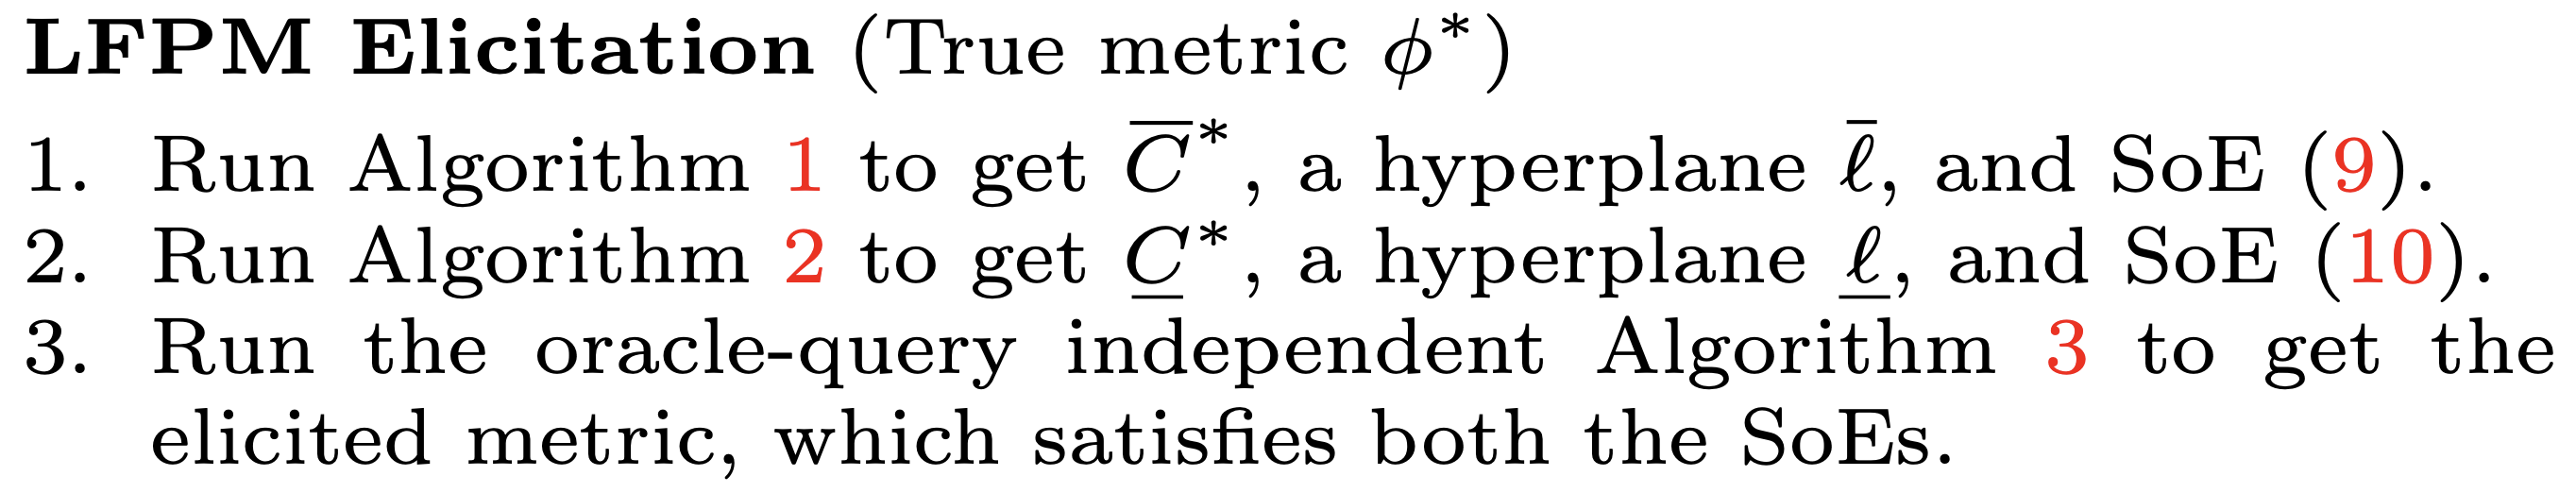 LFPM Elicitation (True metric ϕ*)
1. Run Algorithm 1 to get C̅*, a hyperplane ℓ̅, and SoE (9).
2. Run Algorithm 2 to get C̲*, a hyperplane ℓ̲, and SoE (10).
3. Run the oracle-query independent Algorithm 3 to get the
elicited metric, which satisfies both the SoEs.